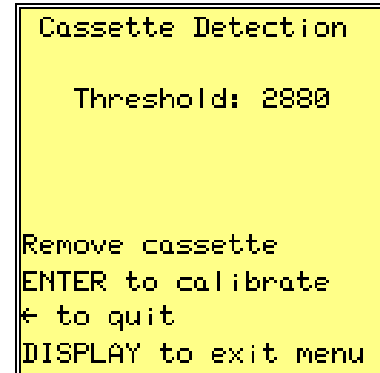 Cassette Detection
Threshold: 2880
Remove cassette
ENTER to calibrate
← to quit
DISPLAY to exit menu